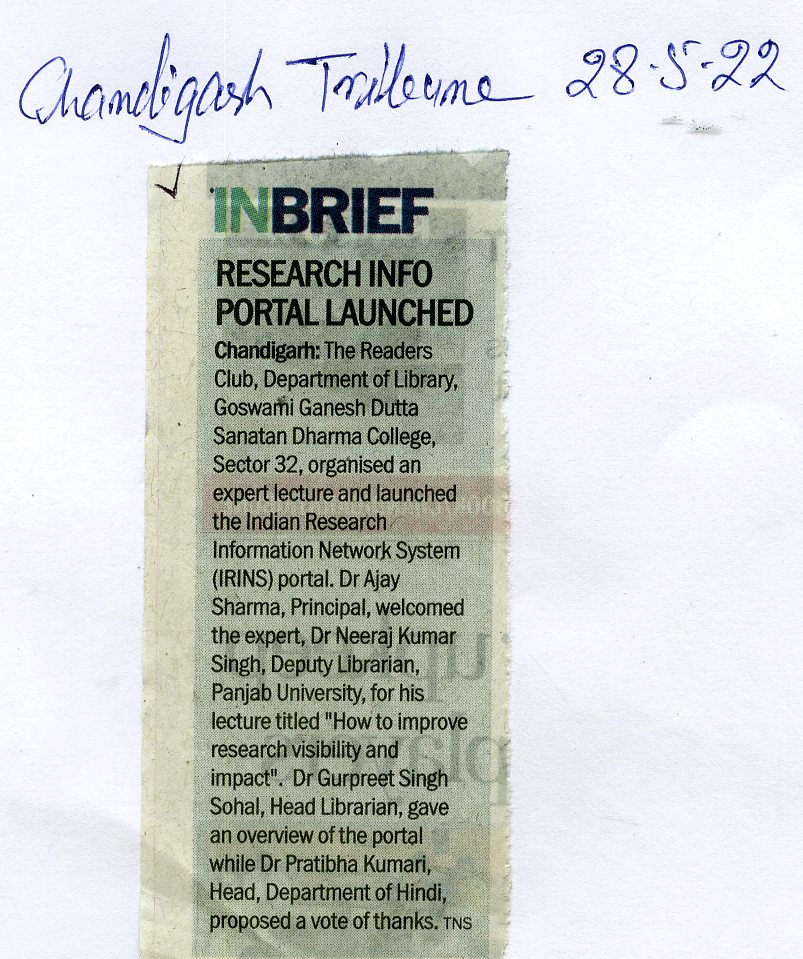 Chandigarh Tribune 28-5-22
INBRIEF
RESEARCH INFO
PORTAL LAUNCHED
Chandigarh: The Readers
Club, Department of Library,
Goswami Ganesh Dutta
Sanatan Dharma College,
Sector 32, organised an
expert lecture and launched
the Indian Research
Information Network System
(IRINS) portal. Dr Ajay
Sharma, Principal, welcomed
the expert, Dr Neeraj Kumar
Singh, Deputy Librarian,
Panjab University, for his
lecture titled "How to improve
research visibility and
impact". Dr Gurpreet Singh
Sohal, Head Librarian, gave
an overview of the portal
while Dr Pratibha Kumari,
Head, Department of Hindi,
proposed a vote of thanks. TNS